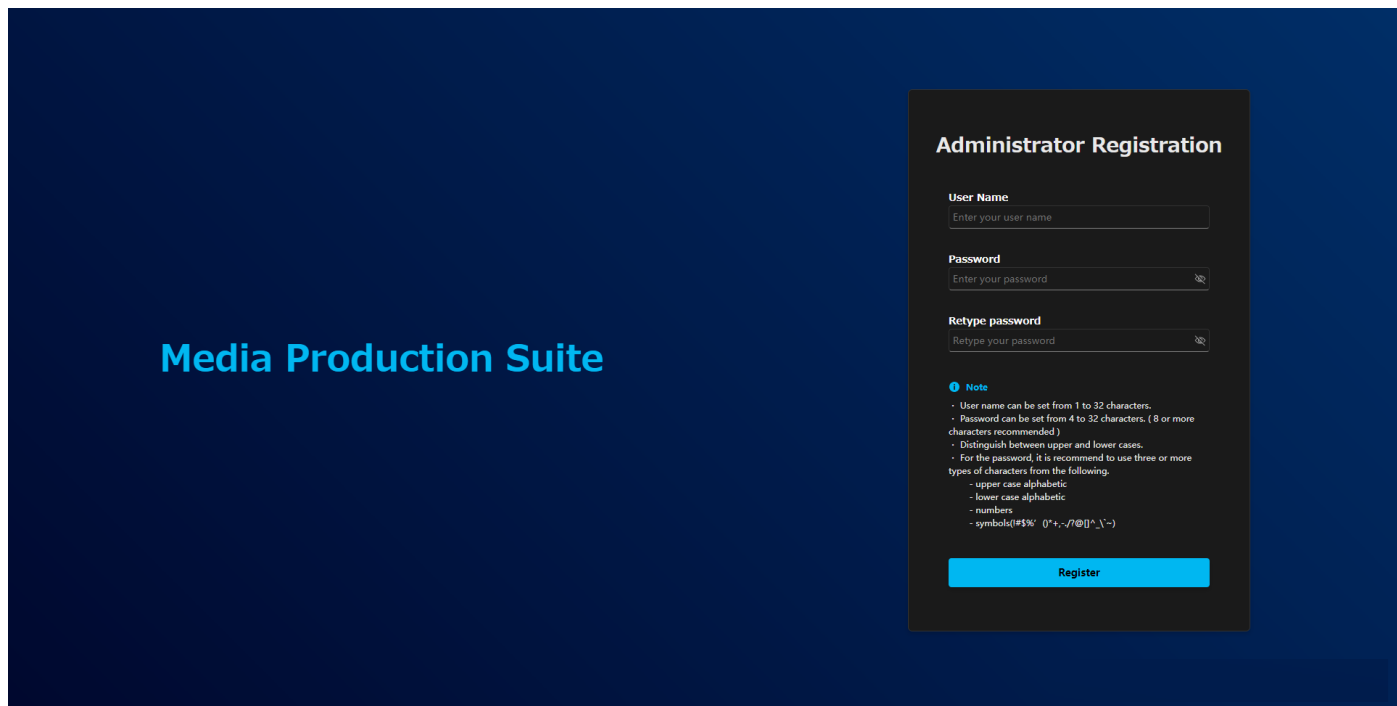 Media Production Suite
Administrator Registration
User Name
Enter your user name
Password
Enter your password
Retype password
Retype your password
Note
・ User name can be set from 1 to 32 characters.
・ Password can be set from 4 to 32 characters. ( 8 or more
characters recommended )
・ Distinguish between upper and lower cases.
・ For the password, it is recommend to use three or more
types of characters from the following.
- upper case alphabetic
- lower case alphabetic
- numbers
- symbols(!#$%'  ()*+,-./?@[]^_\`~)
Register